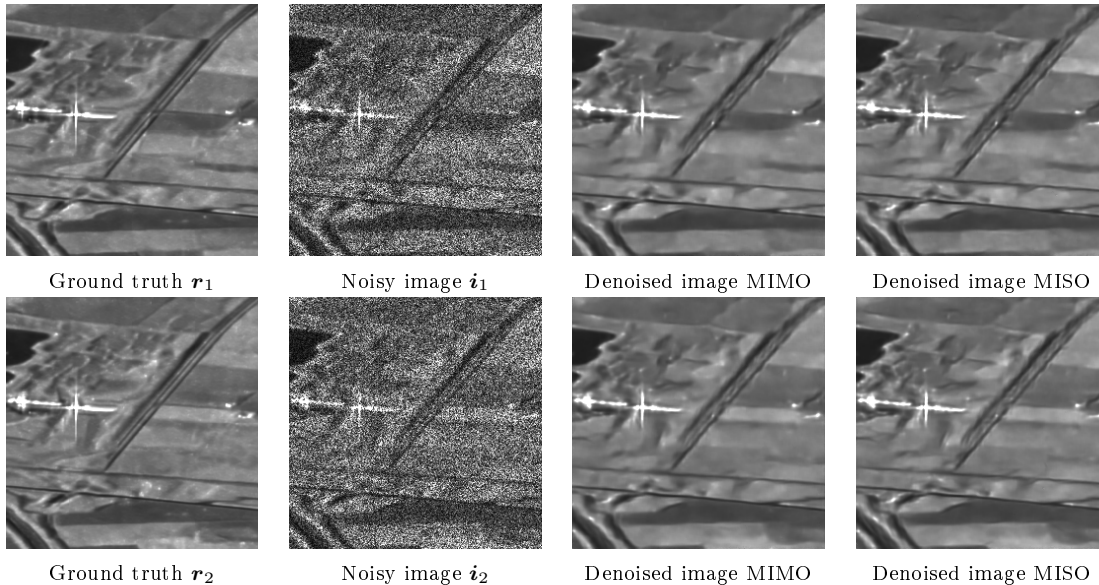 Ground truth r1 Noisy image i1 Denoised image MIMO Denoised image MISO
Ground truth r2 Noisy image i2 Denoised image MIMO Denoised image MISO